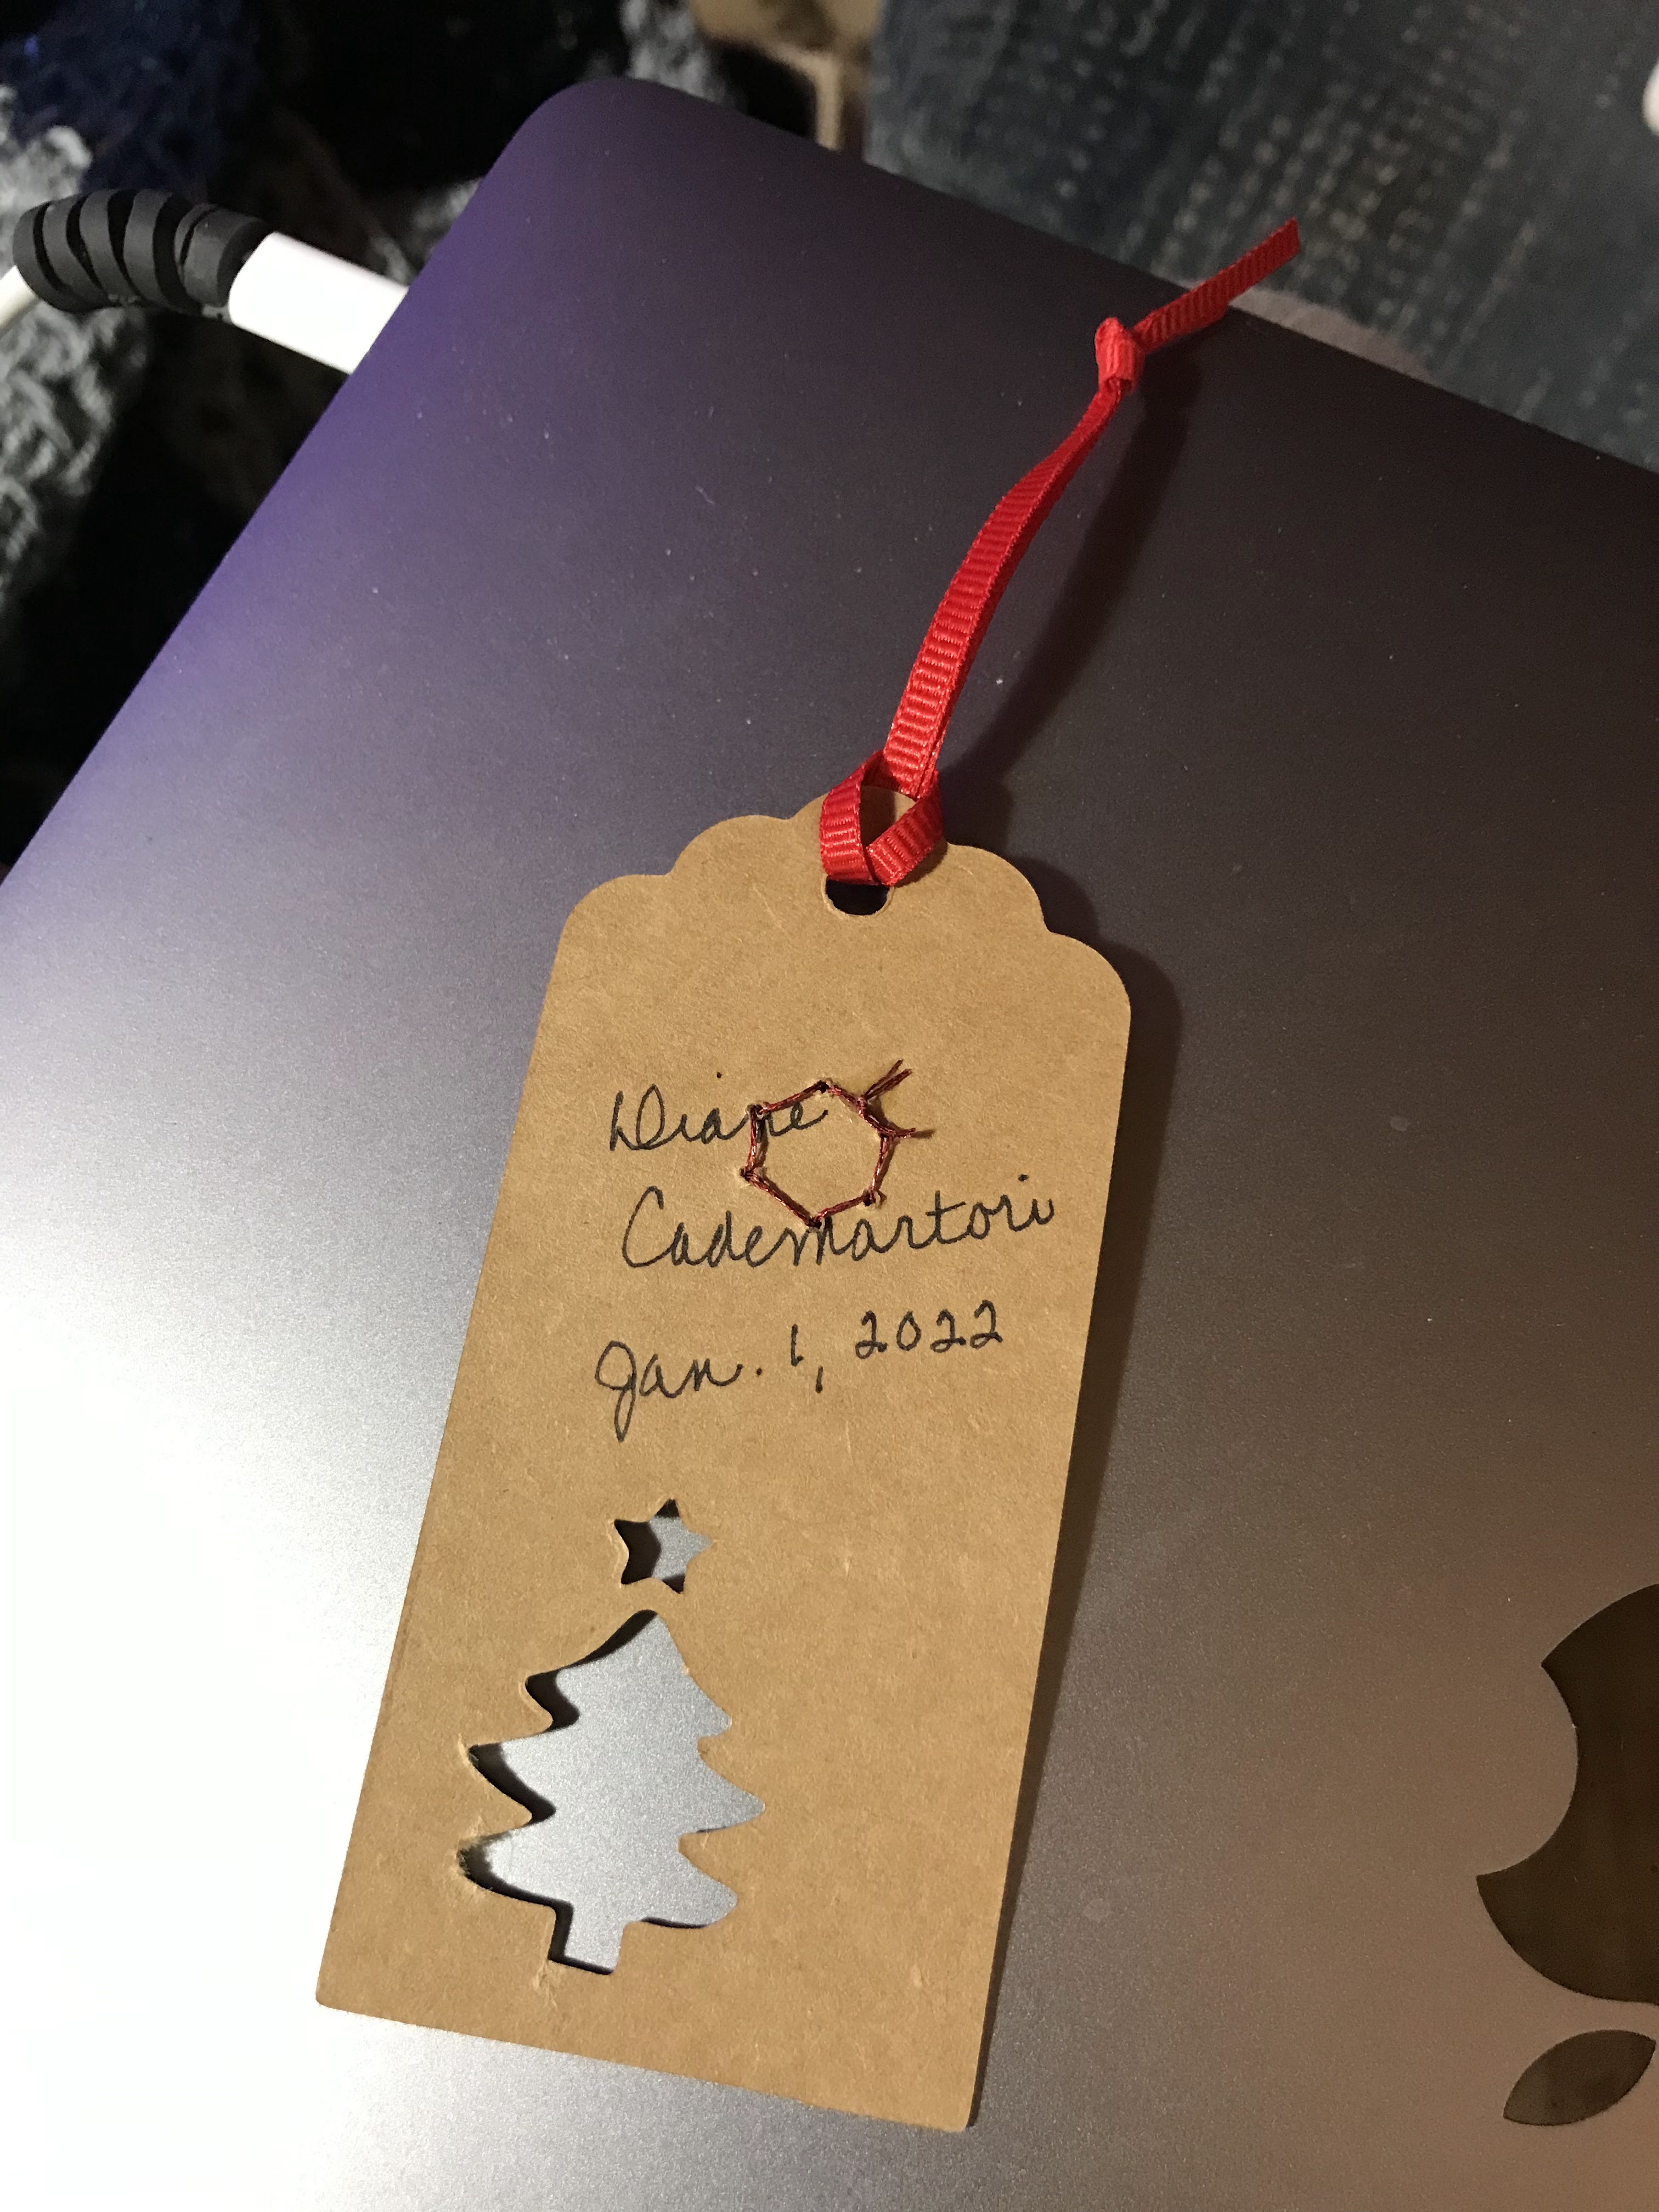 Diane
Cademartori
Jan. 1, 2022